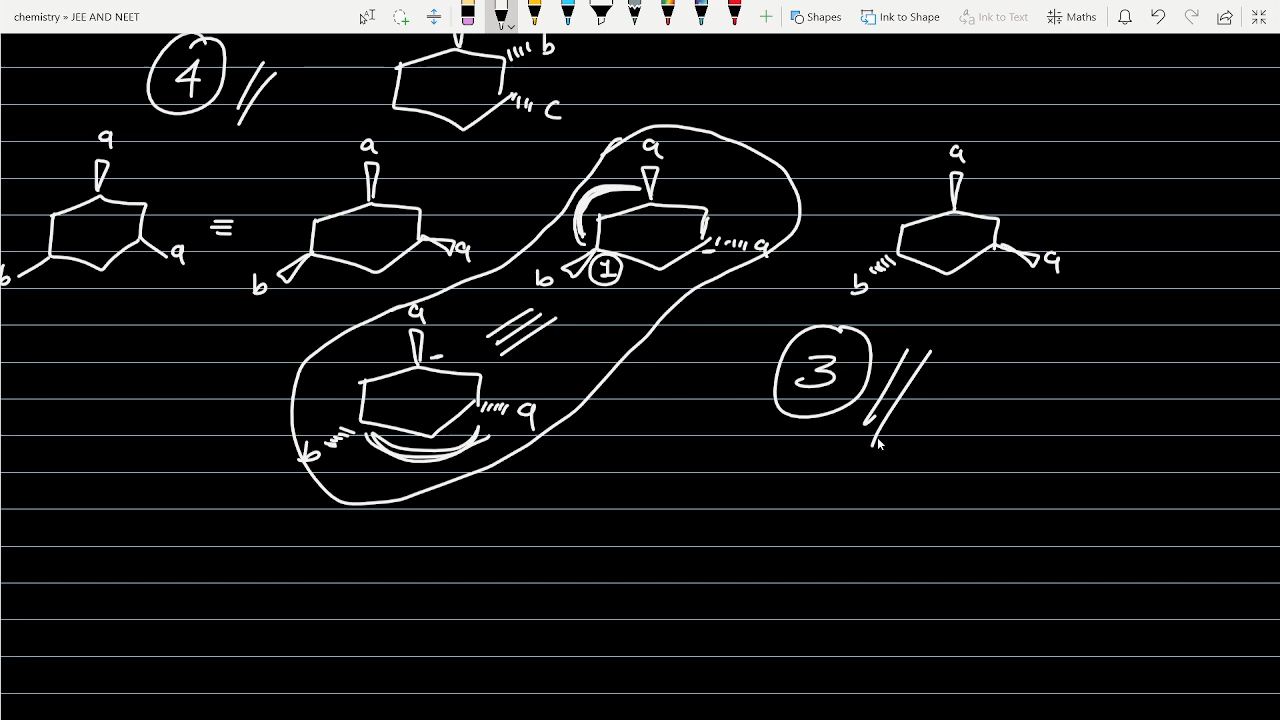 chemistry » JEE AND NEET Shapes Ink to Shape Ink to Text Maths
4 b
c
a a a a
a ≡ a a a
b b b 1 b
a
a
b
3